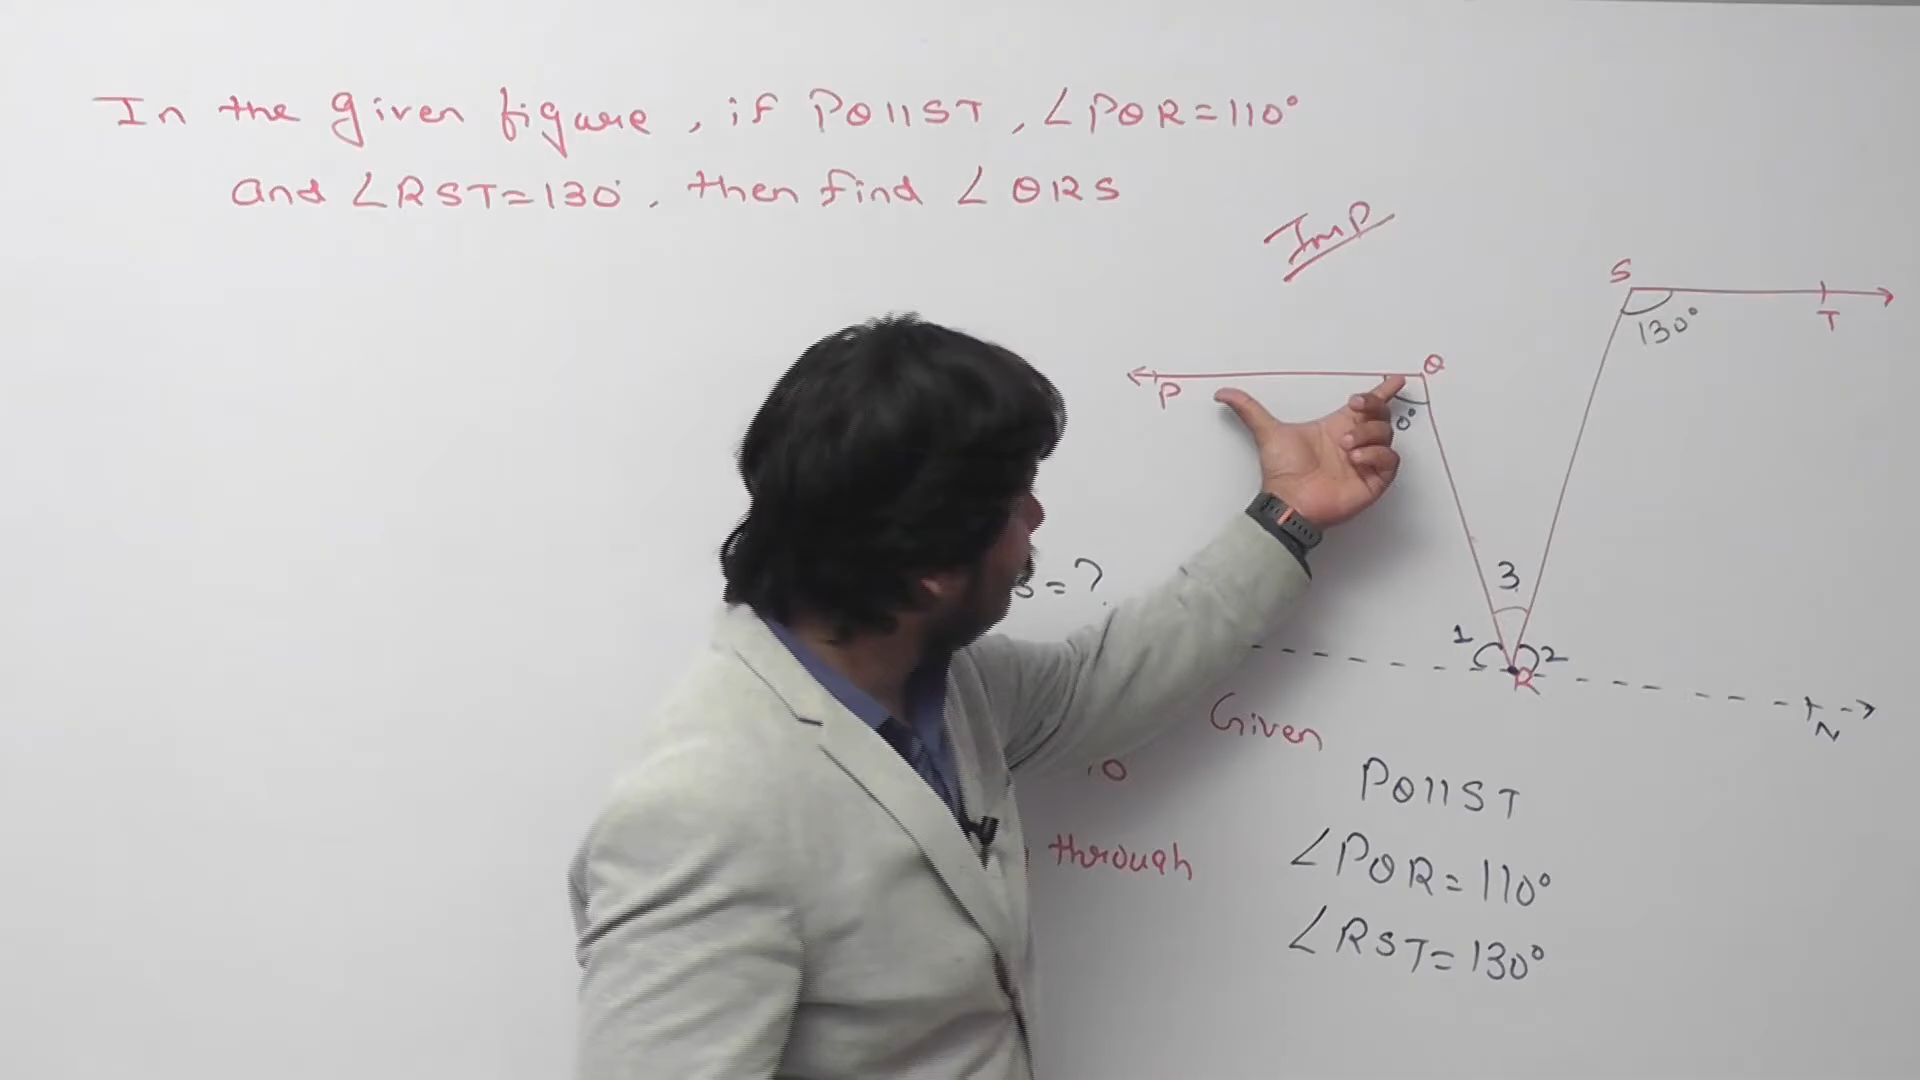 In the given figure, if PQ||ST, ∠PQR=110°
and ∠RST=130°, then find ∠QRS
Imp
S
130°
T
Q
P
0°
3
=?
1
2
R
N
Given
PQ||ST
through
∠PQR=110°
∠RST=130°